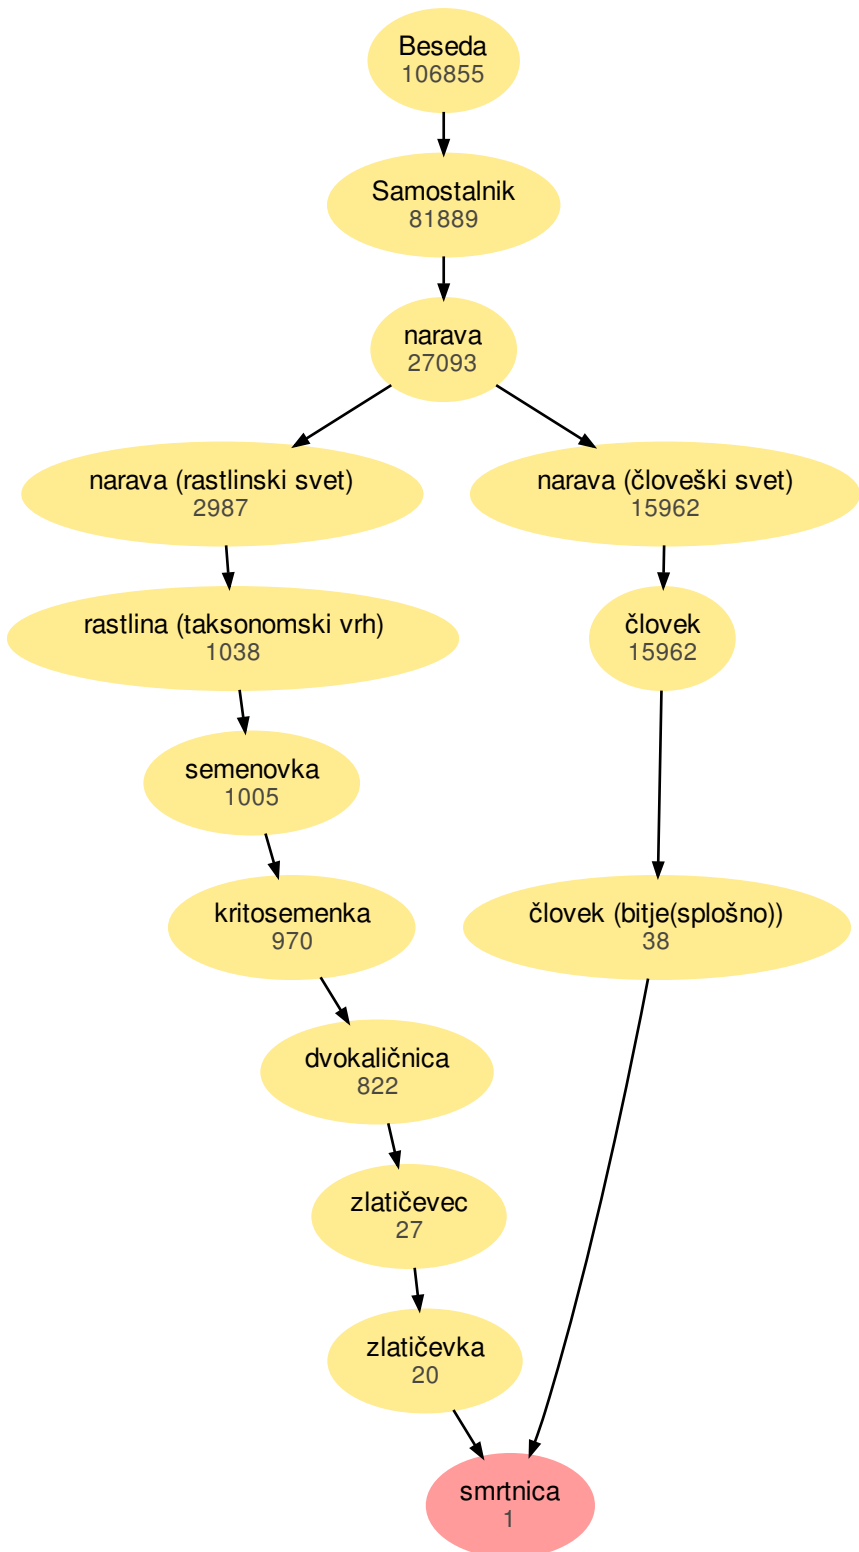 Beseda
106855
Samostalnik
81889
narava
27093
narava (rastlinski svet)
2987
narava (človeški svet)
15962
rastlina (taksonomski vrh)
1038
človek
15962
semenovka
1005
kritosemenka
970
človek (bitje(splošno))
38
dvokaličnica
822
zlatičevec
27
zlatičevka
20
smrtnica
1